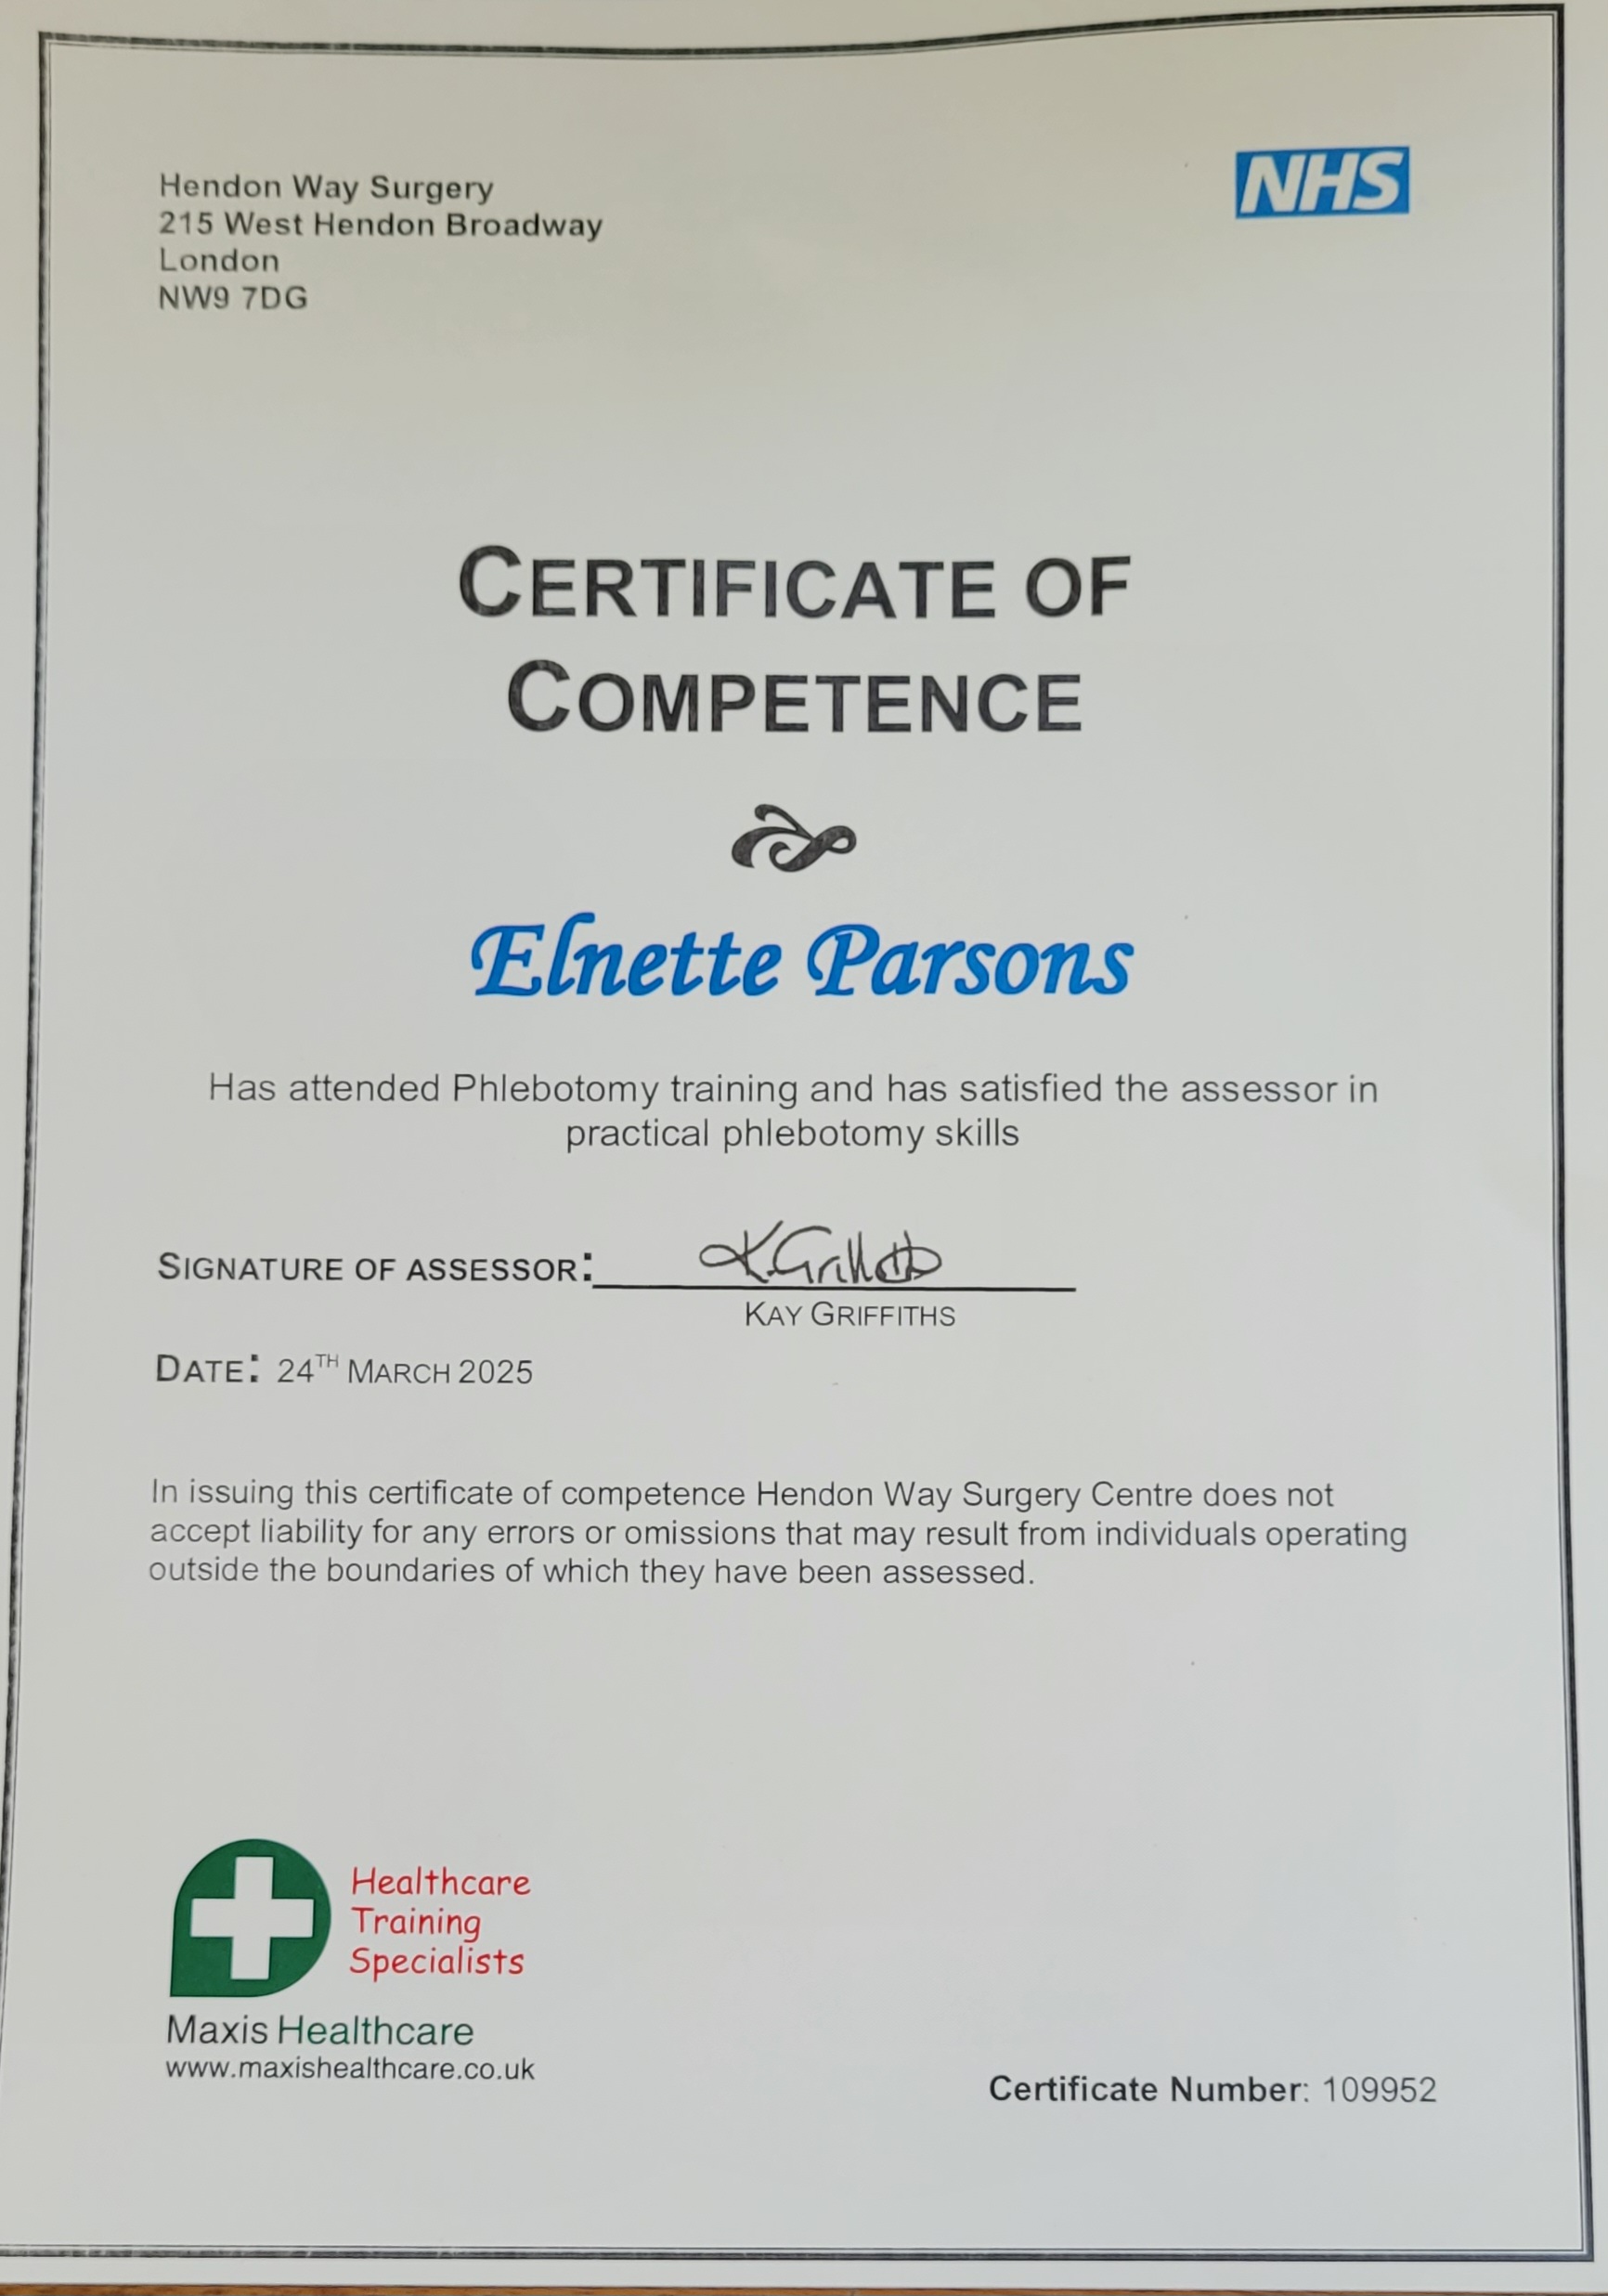 Hendon Way Surgery
215 West Hendon Broadway
London
NW9 7DG
NHS
CERTIFICATE OF
COMPETENCE
Elnette Parsons
Has attended Phlebotomy training and has satisfied the assessor in
practical phlebotomy skills
SIGNATURE OF ASSESSOR: K.Griffiths
KAY GRIFFITHS
DATE: 24TH MARCH 2025
In issuing this certificate of competence Hendon Way Surgery Centre does not
accept liability for any errors or omissions that may result from individuals operating
outside the boundaries of which they have been assessed.
Healthcare
Training
Specialists
Maxis Healthcare
www.maxishealthcare.co.uk
Certificate Number: 109952